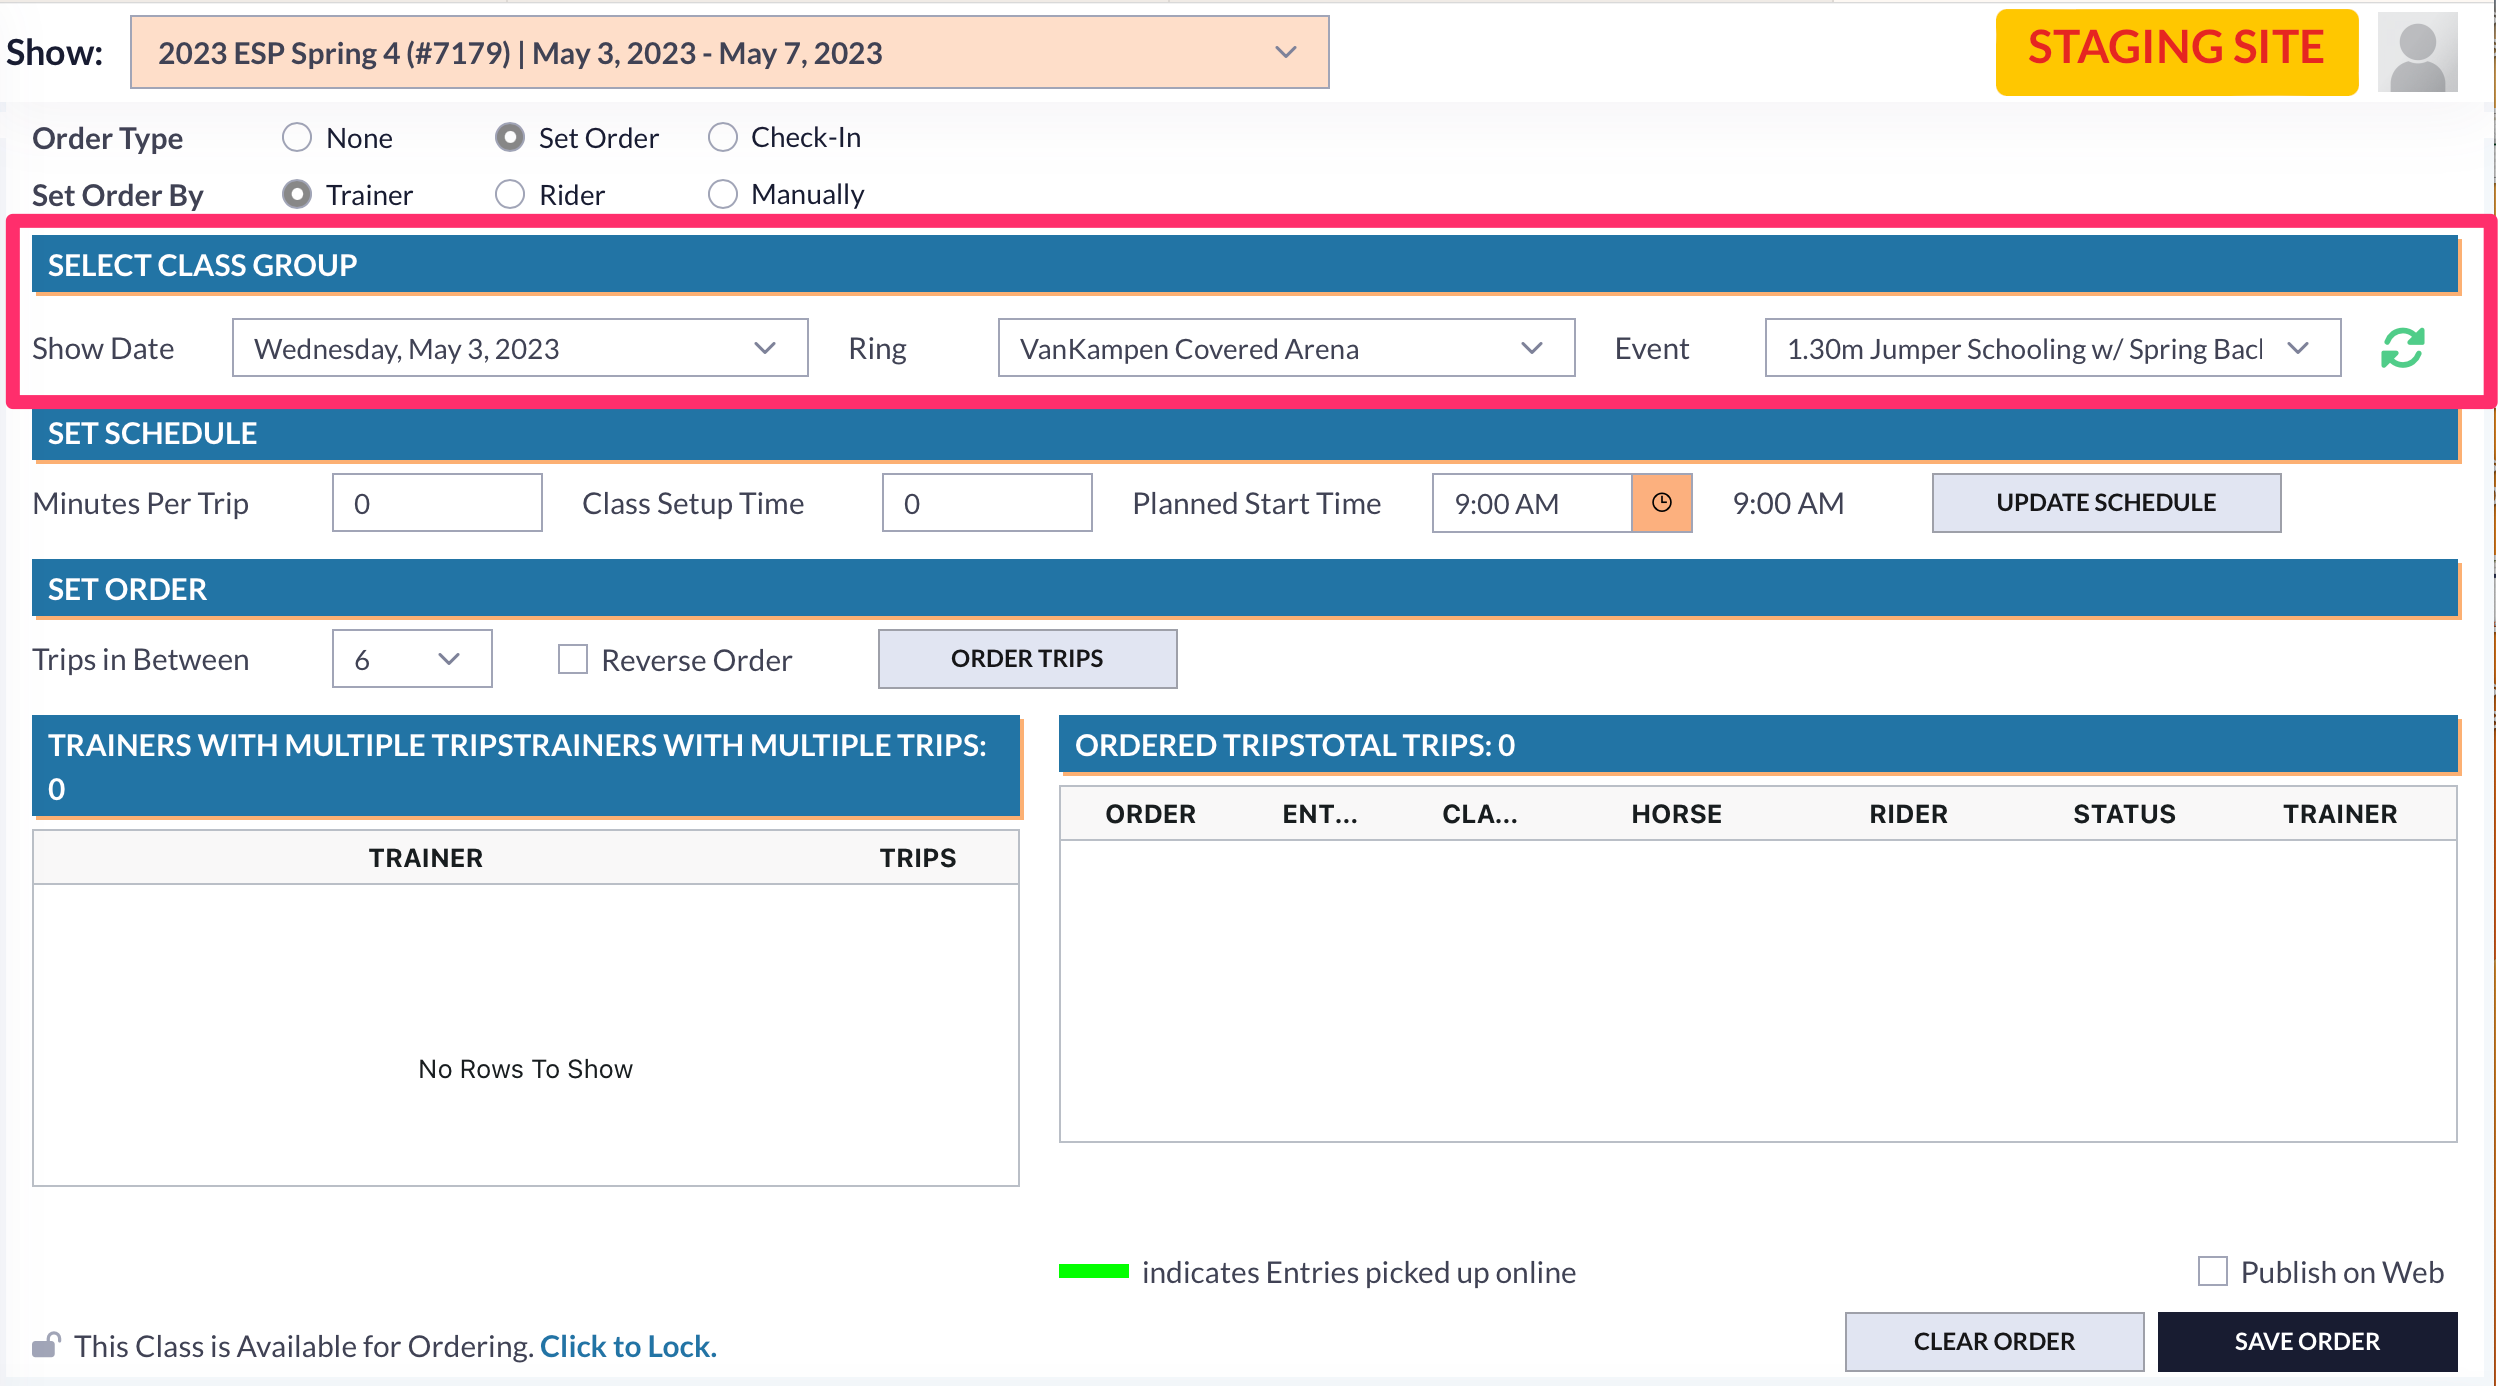 Show: 2023 ESP Spring 4 (#7179) | May 3, 2023 - May 7, 2023 STAGING SITE
Order Type None Set Order Check-In
Set Order By Trainer Rider Manually
SELECT CLASS GROUP
Show Date Wednesday, May 3, 2023 Ring VanKampen Covered Arena Event 1.30m Jumper Schooling w/ Spring Bacl
SET SCHEDULE
Minutes Per Trip 0 Class Setup Time 0 Planned Start Time 9:00 AM 9:00 AM UPDATE SCHEDULE
SET ORDER
Trips in Between 6 Reverse Order ORDER TRIPS
TRAINERS WITH MULTIPLE TRIPSTRAINERS WITH MULTIPLE TRIPS:
0
TRAINER TRIPS
No Rows To Show
ORDERED TRIPSTOTAL TRIPS: 0
ORDER ENT... CLA... HORSE RIDER STATUS TRAINER
indicates Entries picked up online Publish on Web
This Class is Available for Ordering. Click to Lock. CLEAR ORDER SAVE ORDER